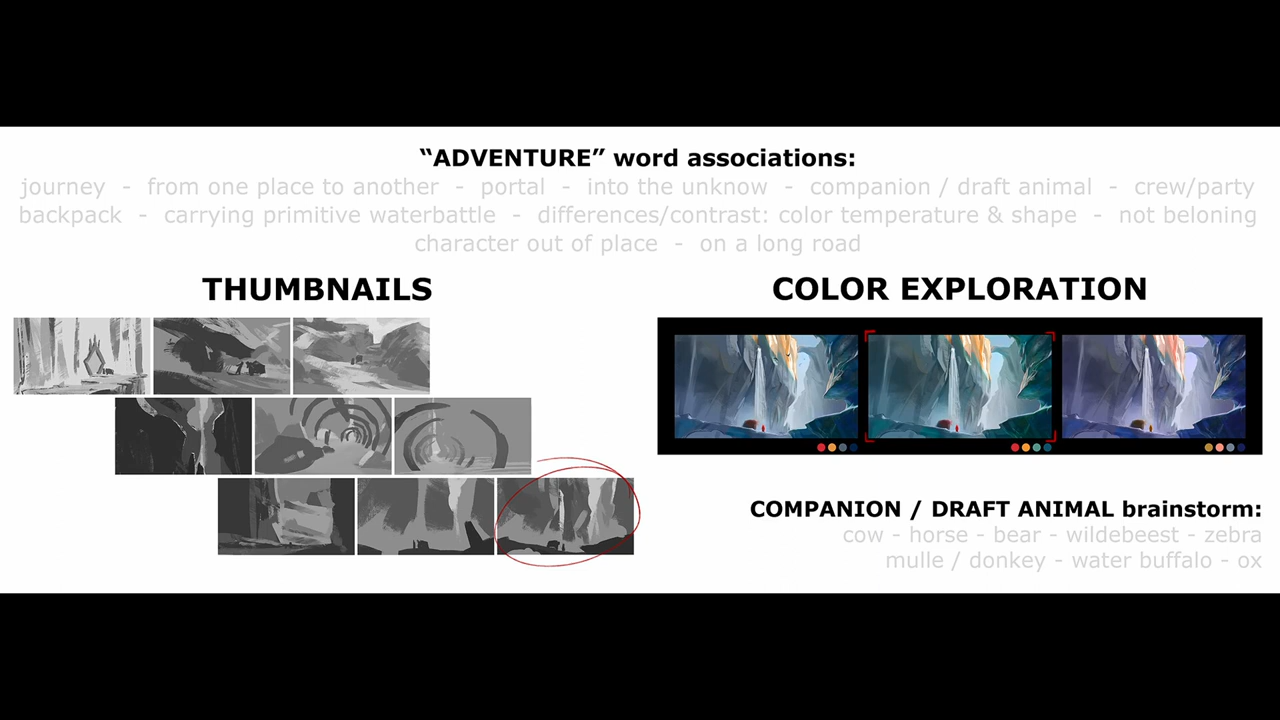 “ADVENTURE” word associations:
journey - from one place to another - portal - into the unknow - companion / draft animal - crew/party
backpack - carrying primitive waterbattle - differences/contrast: color temperature & shape - not beloning
character out of place - on a long road
THUMBNAILS
COLOR EXPLORATION
COMPANION / DRAFT ANIMAL brainstorm:
cow - horse - bear - wildebeest - zebra
mulle / donkey - water buffalo - ox